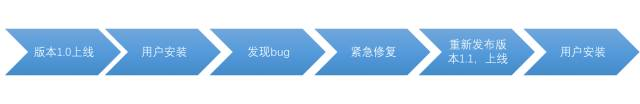 版本1.0上线
用户安装
发现bug
紧急修复
重新发布版
本1.1，上线
用户安装